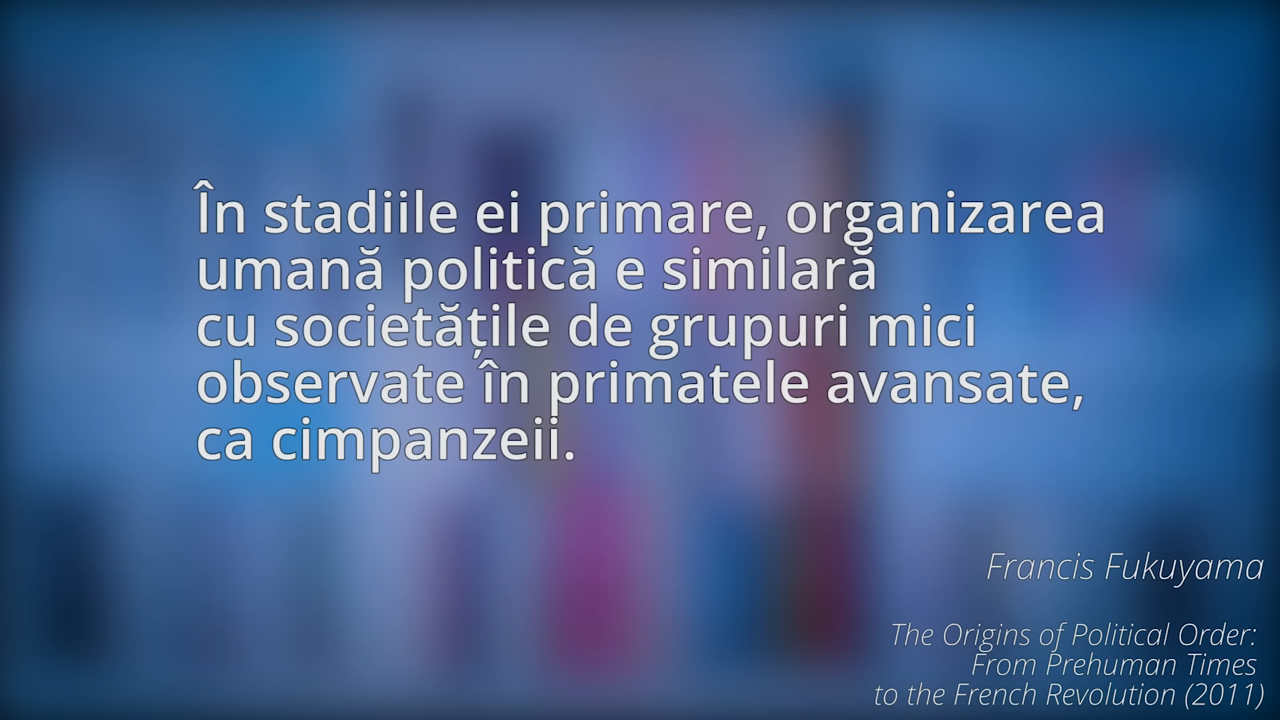 În stadiile ei primare, organizarea
umană politică e similară
cu societățile de grupuri mici
observate în primatele avansate,
ca cimpanzeii.
Francis Fukuyama
The Origins of Political Order:
From Prehuman Times
to the French Revolution (2011)